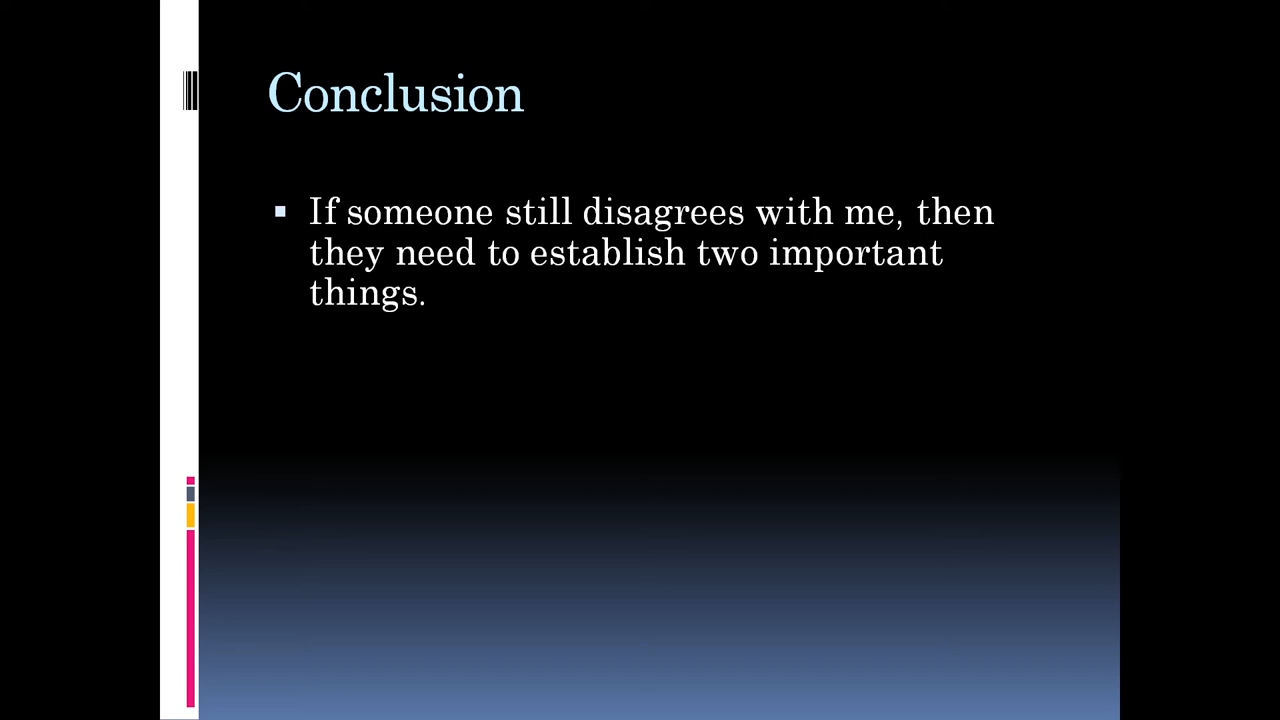 Conclusion
If someone still disagrees with me, then
they need to establish two important
things.